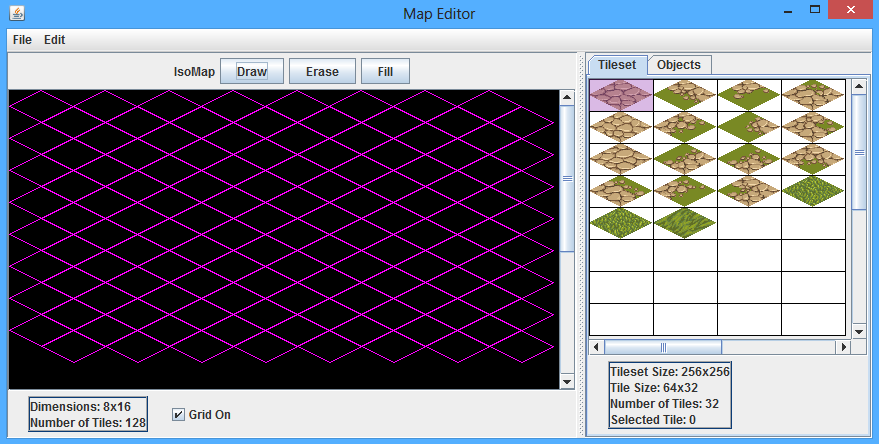 Map Editor
File Edit
IsoMap Draw Erase Fill
Tileset Objects
Dimensions: 8x16
Number of Tiles: 128
Grid On
Tileset Size: 256x256
Tile Size: 64x32
Number of Tiles: 32
Selected Tile: 0